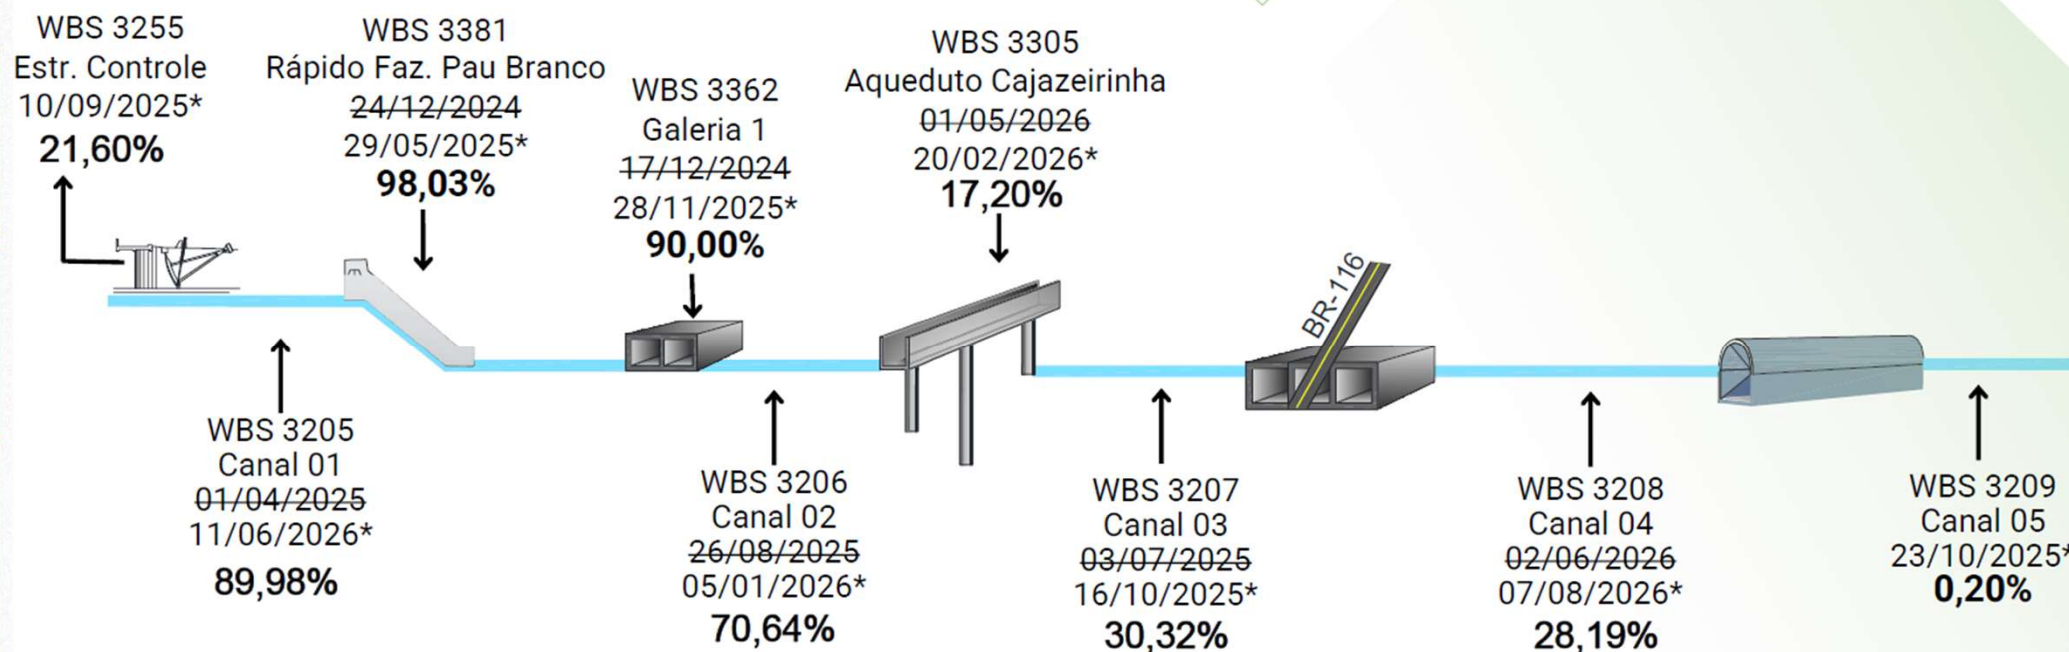 WBS 3255
Estr. Controle
10/09/2025*
21,60%
WBS 3381
Rápido Faz. Pau Branco
24/12/2024
29/05/2025*
98,03%
WBS 3362
Galeria 1
17/12/2024
28/11/2025*
90,00%
WBS 3305
Aqueduto Cajazeirinha
01/05/2026
20/02/2026*
17,20%
BR-116
WBS 3205
Canal 01
01/04/2025
11/06/2026*
89,98%
WBS 3206
Canal 02
26/08/2025
05/01/2026*
70,64%
WBS 3207
Canal 03
03/07/2025
16/10/2025*
30,32%
WBS 3208
Canal 04
02/06/2026
07/08/2026*
28,19%
WBS 3209
Canal 05
23/10/2025*
0,20%